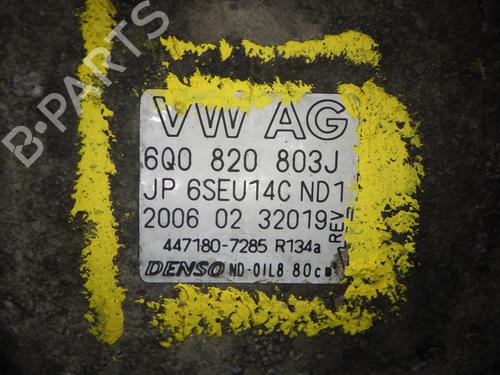 B-PARTS
VW AG
6Q0 820 803J
JP 6SEU14C ND1
2006 02 32019
REV
447180-7285 R134a
DENSO ND-OIL8 80cm